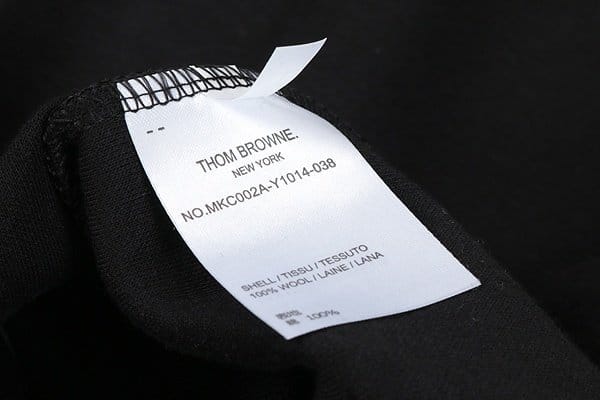 --
THOM BROWNE.
NEW YORK
NO.MKC002A-Y1014-038
SHELL / TISSU / TESSUTO
100% WOOL / LAINE / LANA
100%